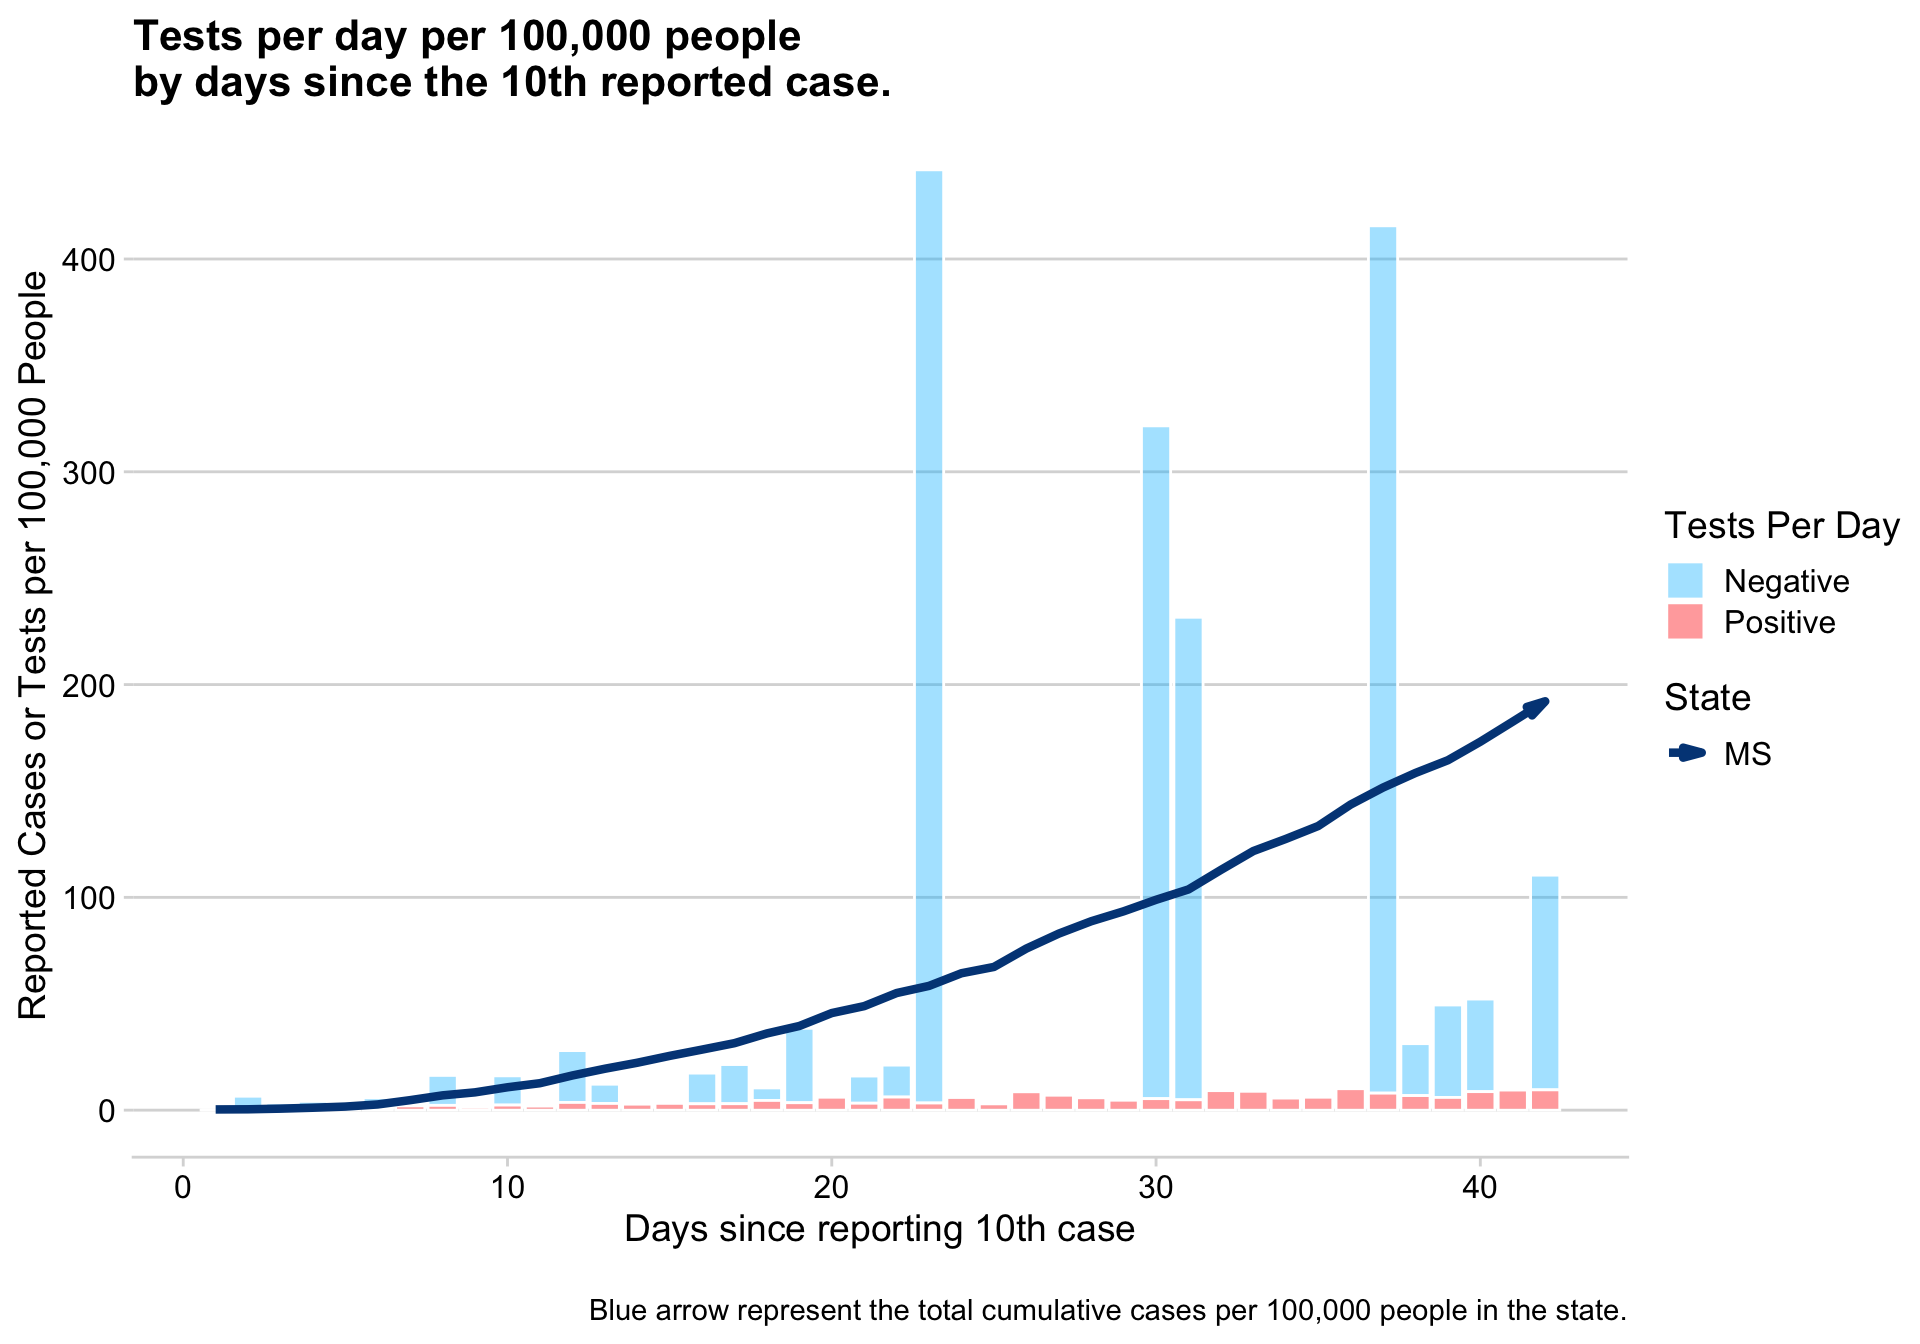 Tests per day per 100,000 people
by days since the 10th reported case.
Reported Cases or Tests per 100,000 People
400
300
200
100
0
0
10
20
30
40
Days since reporting 10th case
Tests Per Day
Negative
Positive
State
MS
Blue arrow represent the total cumulative cases per 100,000 people in the state.